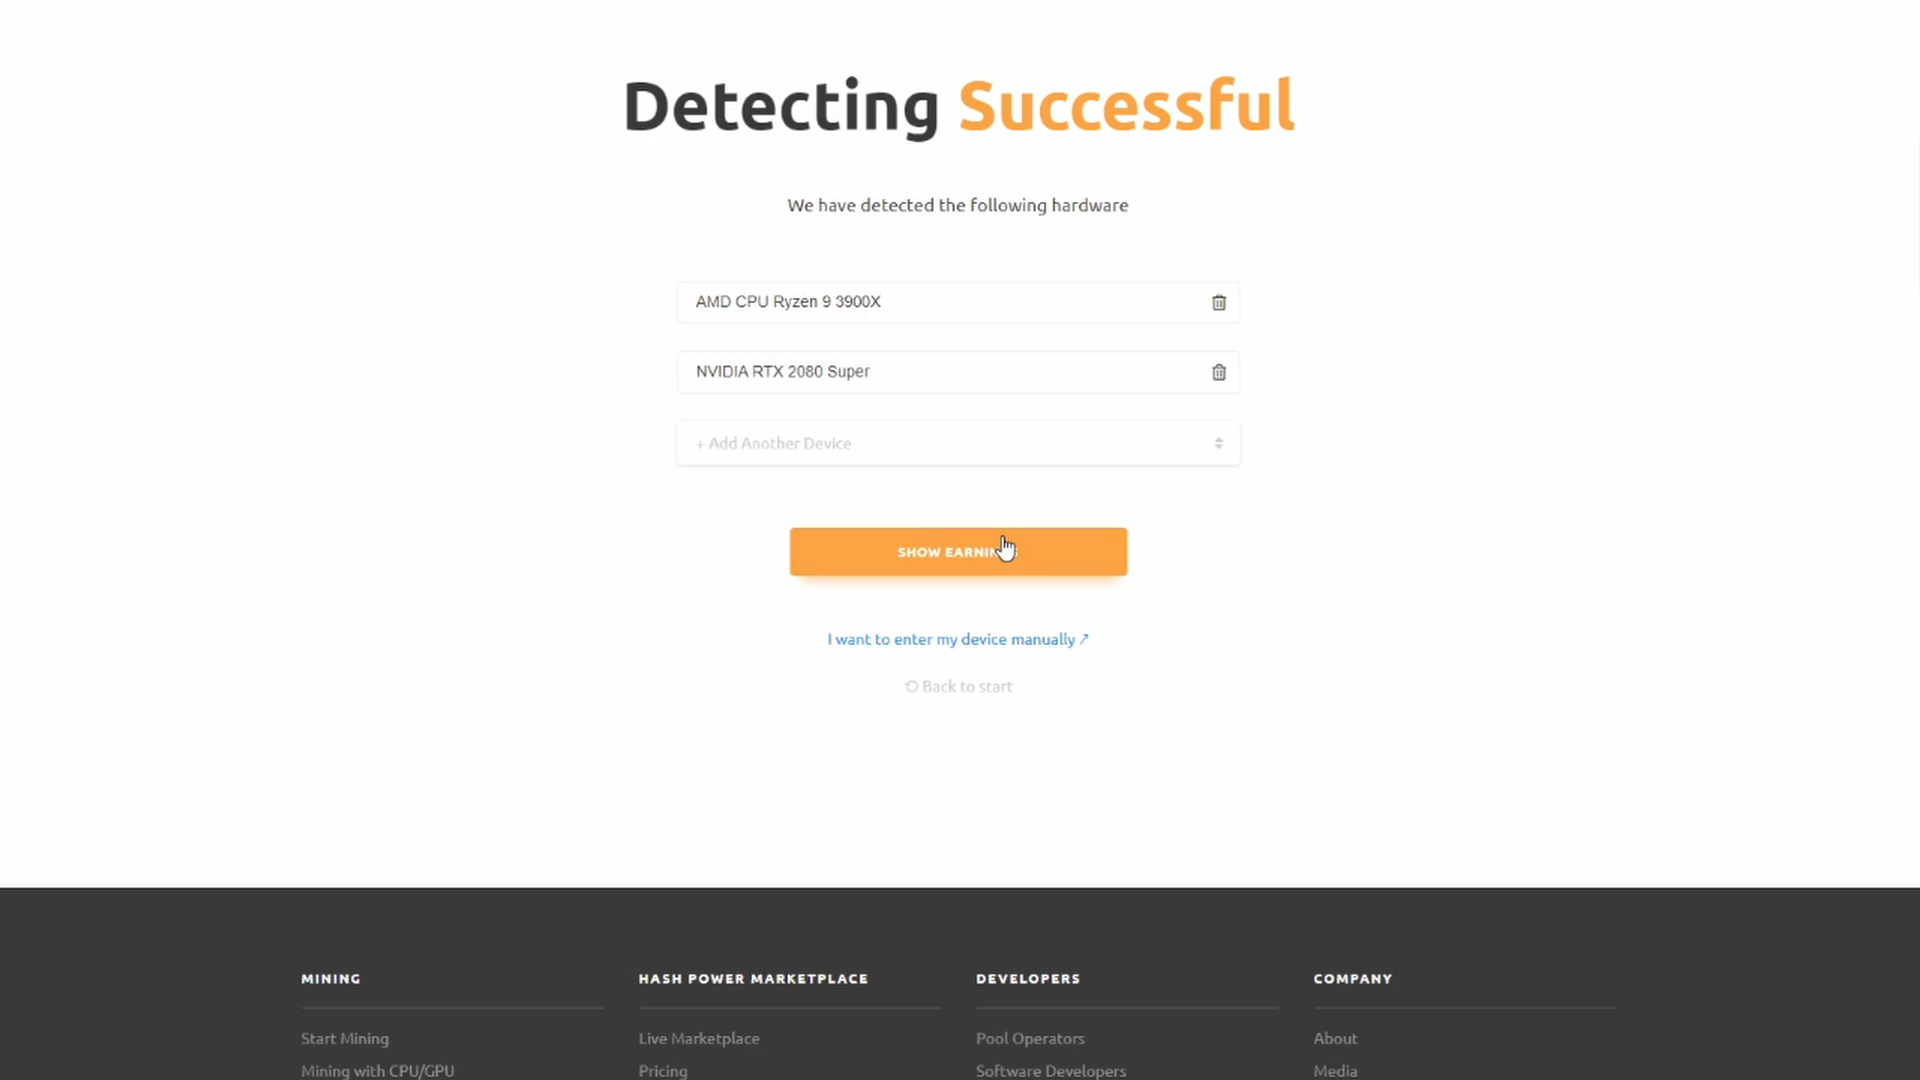 Detecting Successful
We have detected the following hardware
AMD CPU Ryzen 9 3900X
NVIDIA RTX 2080 Super
+ Add Another Device
SHOW
I want to enter my device manually ↗
Back to start
MINING
HASH POWER MARKETPLACE
DEVELOPERS
COMPANY
Start Mining
Live Marketplace
Pool Operators
About
Mining with CPU/GPU
Pricing
Software Developers
Media